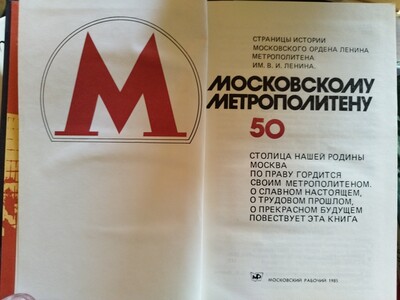 М
СТРАНИЦЫ ИСТОРИИ
МОСКОВСКОГО ОРДЕНА ЛЕНИНА
МЕТРОПОЛИТЕНА
ИМ. В. И. ЛЕНИНА.
МОСКОВСКОМУ
МЕТРОПОЛИТЕНУ
50
СТОЛИЦА НАШЕЙ РОДИНЫ
МОСКВА
ПО ПРАВУ ГОРДИТСЯ
СВОИМ МЕТРОПОЛИТЕНОМ.
О СЛАВНОМ НАСТОЯЩЕМ,
О ТРУДОВОМ ПРОШЛОМ,
О ПРЕКРАСНОМ БУДУЩЕМ
ПОВЕСТВУЕТ ЭТА КНИГА
МОСКОВСКИЙ РАБОЧИЙ 1985